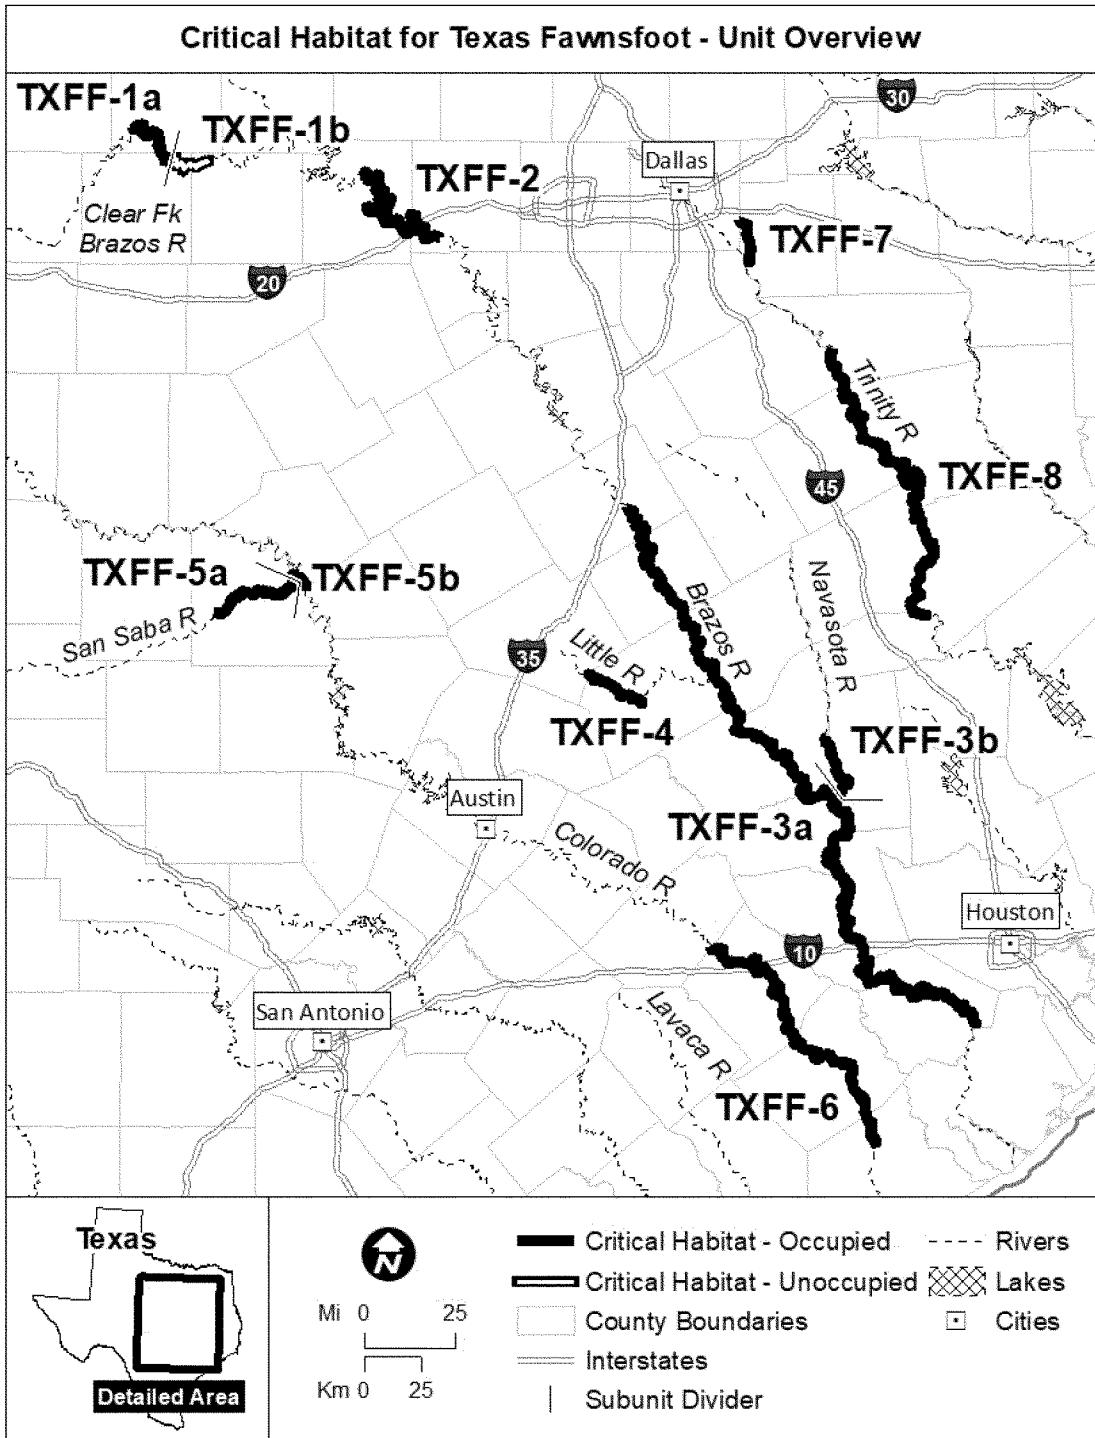 Critical Habitat for Texas Fawnsfoot - Unit Overview
TXFF-1a
TXFF-1b
30
Dallas
TXFF-2
Clear Fk
Brazos R
TXFF-7
20
Trinity R
TXFF-8
45
TXFF-5a
TXFF-5b
San Saba R
Navasota R
Brazos R
Little R
35
TXFF-4
TXFF-3b
Austin
TXFF-3a
Colorado R
Houston
10
San Antonio
Lavaca R
TXFF-6
Texas
Detailed Area
N
Mi 0 25
Km 0 25
Critical Habitat - Occupied
Critical Habitat - Unoccupied
County Boundaries
Interstates
Subunit Divider
Rivers
Lakes
Cities